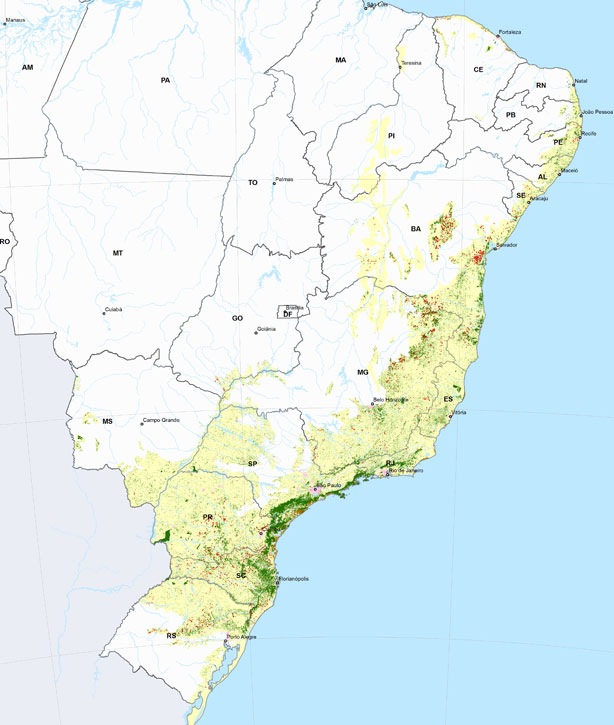 São Luís
Manaus
Fortaleza
AM
MA
Teresina
CE
PA
RN
Natal
PB
João Pessoa
PI
PE
Recife
TO
Palmas
AL
Maceió
SE
Aracaju
BA
RO
MT
Salvador
Cuiabá
GO
Brasília
DF
Goiânia
MG
ES
Belo Horizonte
Vitória
MS
Campo Grande
SP
RJ
Rio de Janeiro
São Paulo
PR
SC
Florianópolis
RS
Porto Alegre